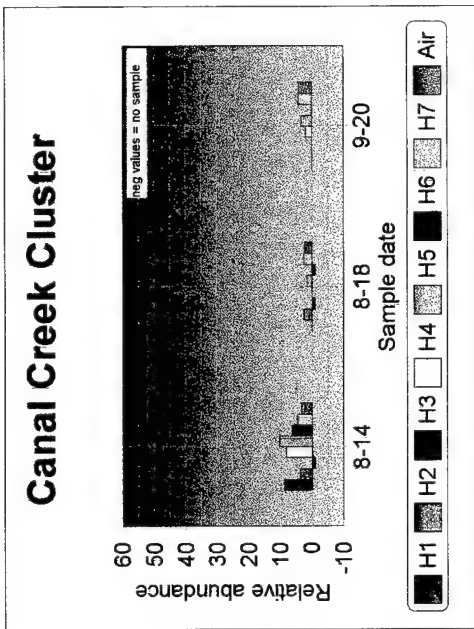 Canal Creek Cluster
neg values = no sample
Relative abundance
60
50
40
30
20
10
0
-10
8-14
8-18
9-20
Sample date
H1 H2 H3 H4 H5 H6 H7 Air